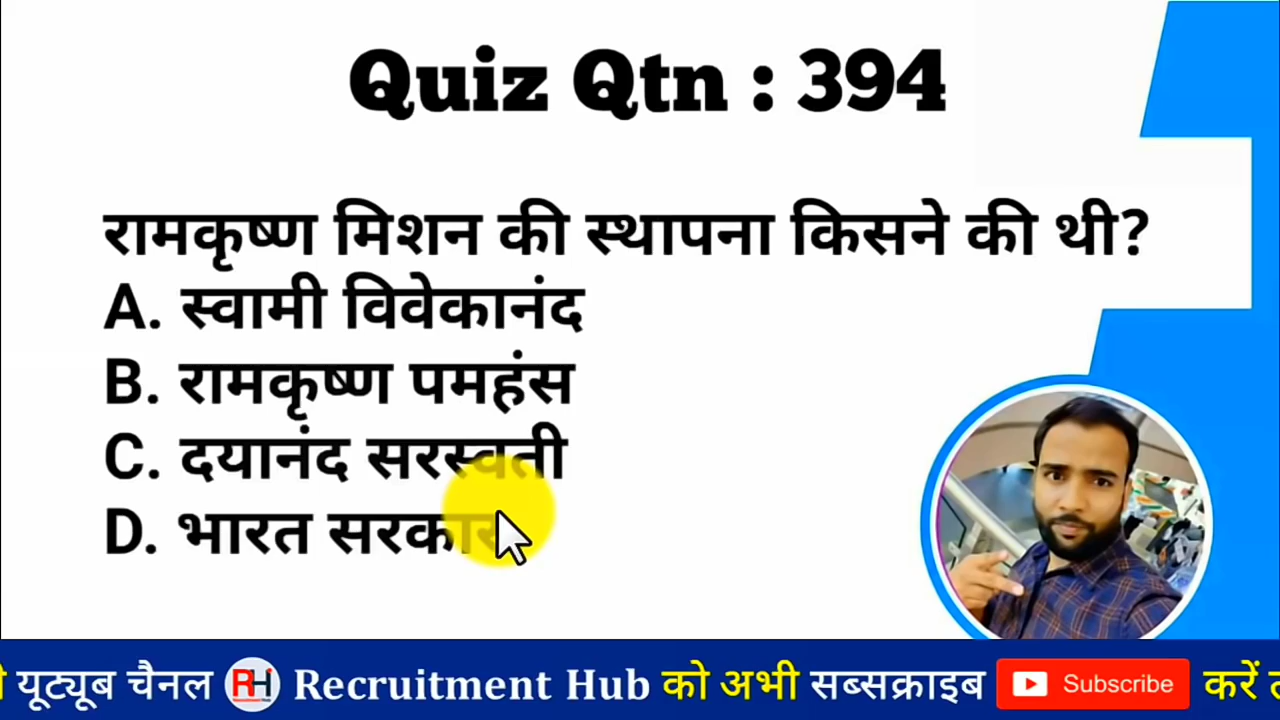 Quiz Qtn : 394
रामकृष्ण मिशन की स्थापना किसने की थी?
A. स्वामी विवेकानंद
B. रामकृष्ण पमहंस
C. दयानंद सरस्वती
D. भारत सरकार
यूट्यूब चैनल RH Recruitment Hub को अभी सब्सक्राइब Subscribe करें